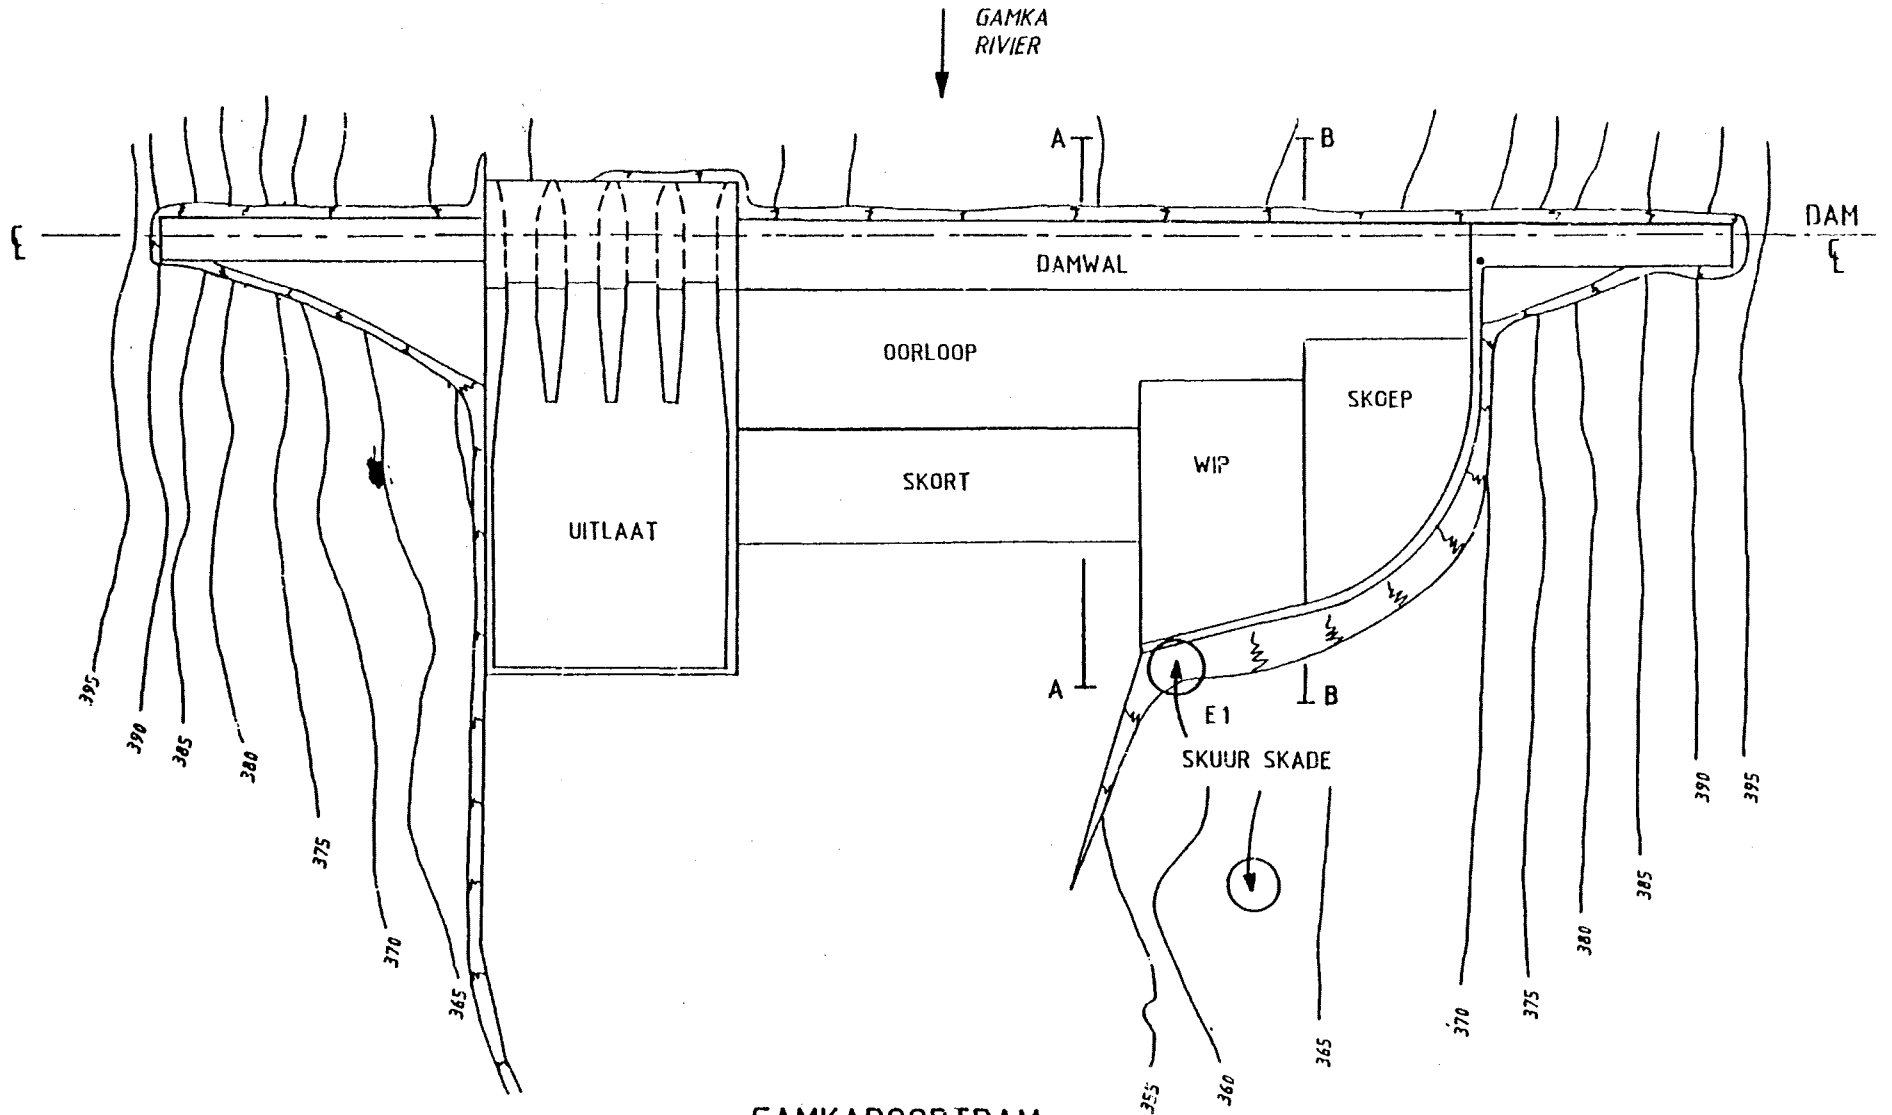 GAMKA
RIVIER
A
B
DAM
℄
℄
DAMWAL
OORLOOP
SKOEP
WIP
SKORT
UITLAAT
A
B
E1
SKUUR SKADE
395
390
385
380
375
370
365
355
360
365
370
375
380
385
390
395